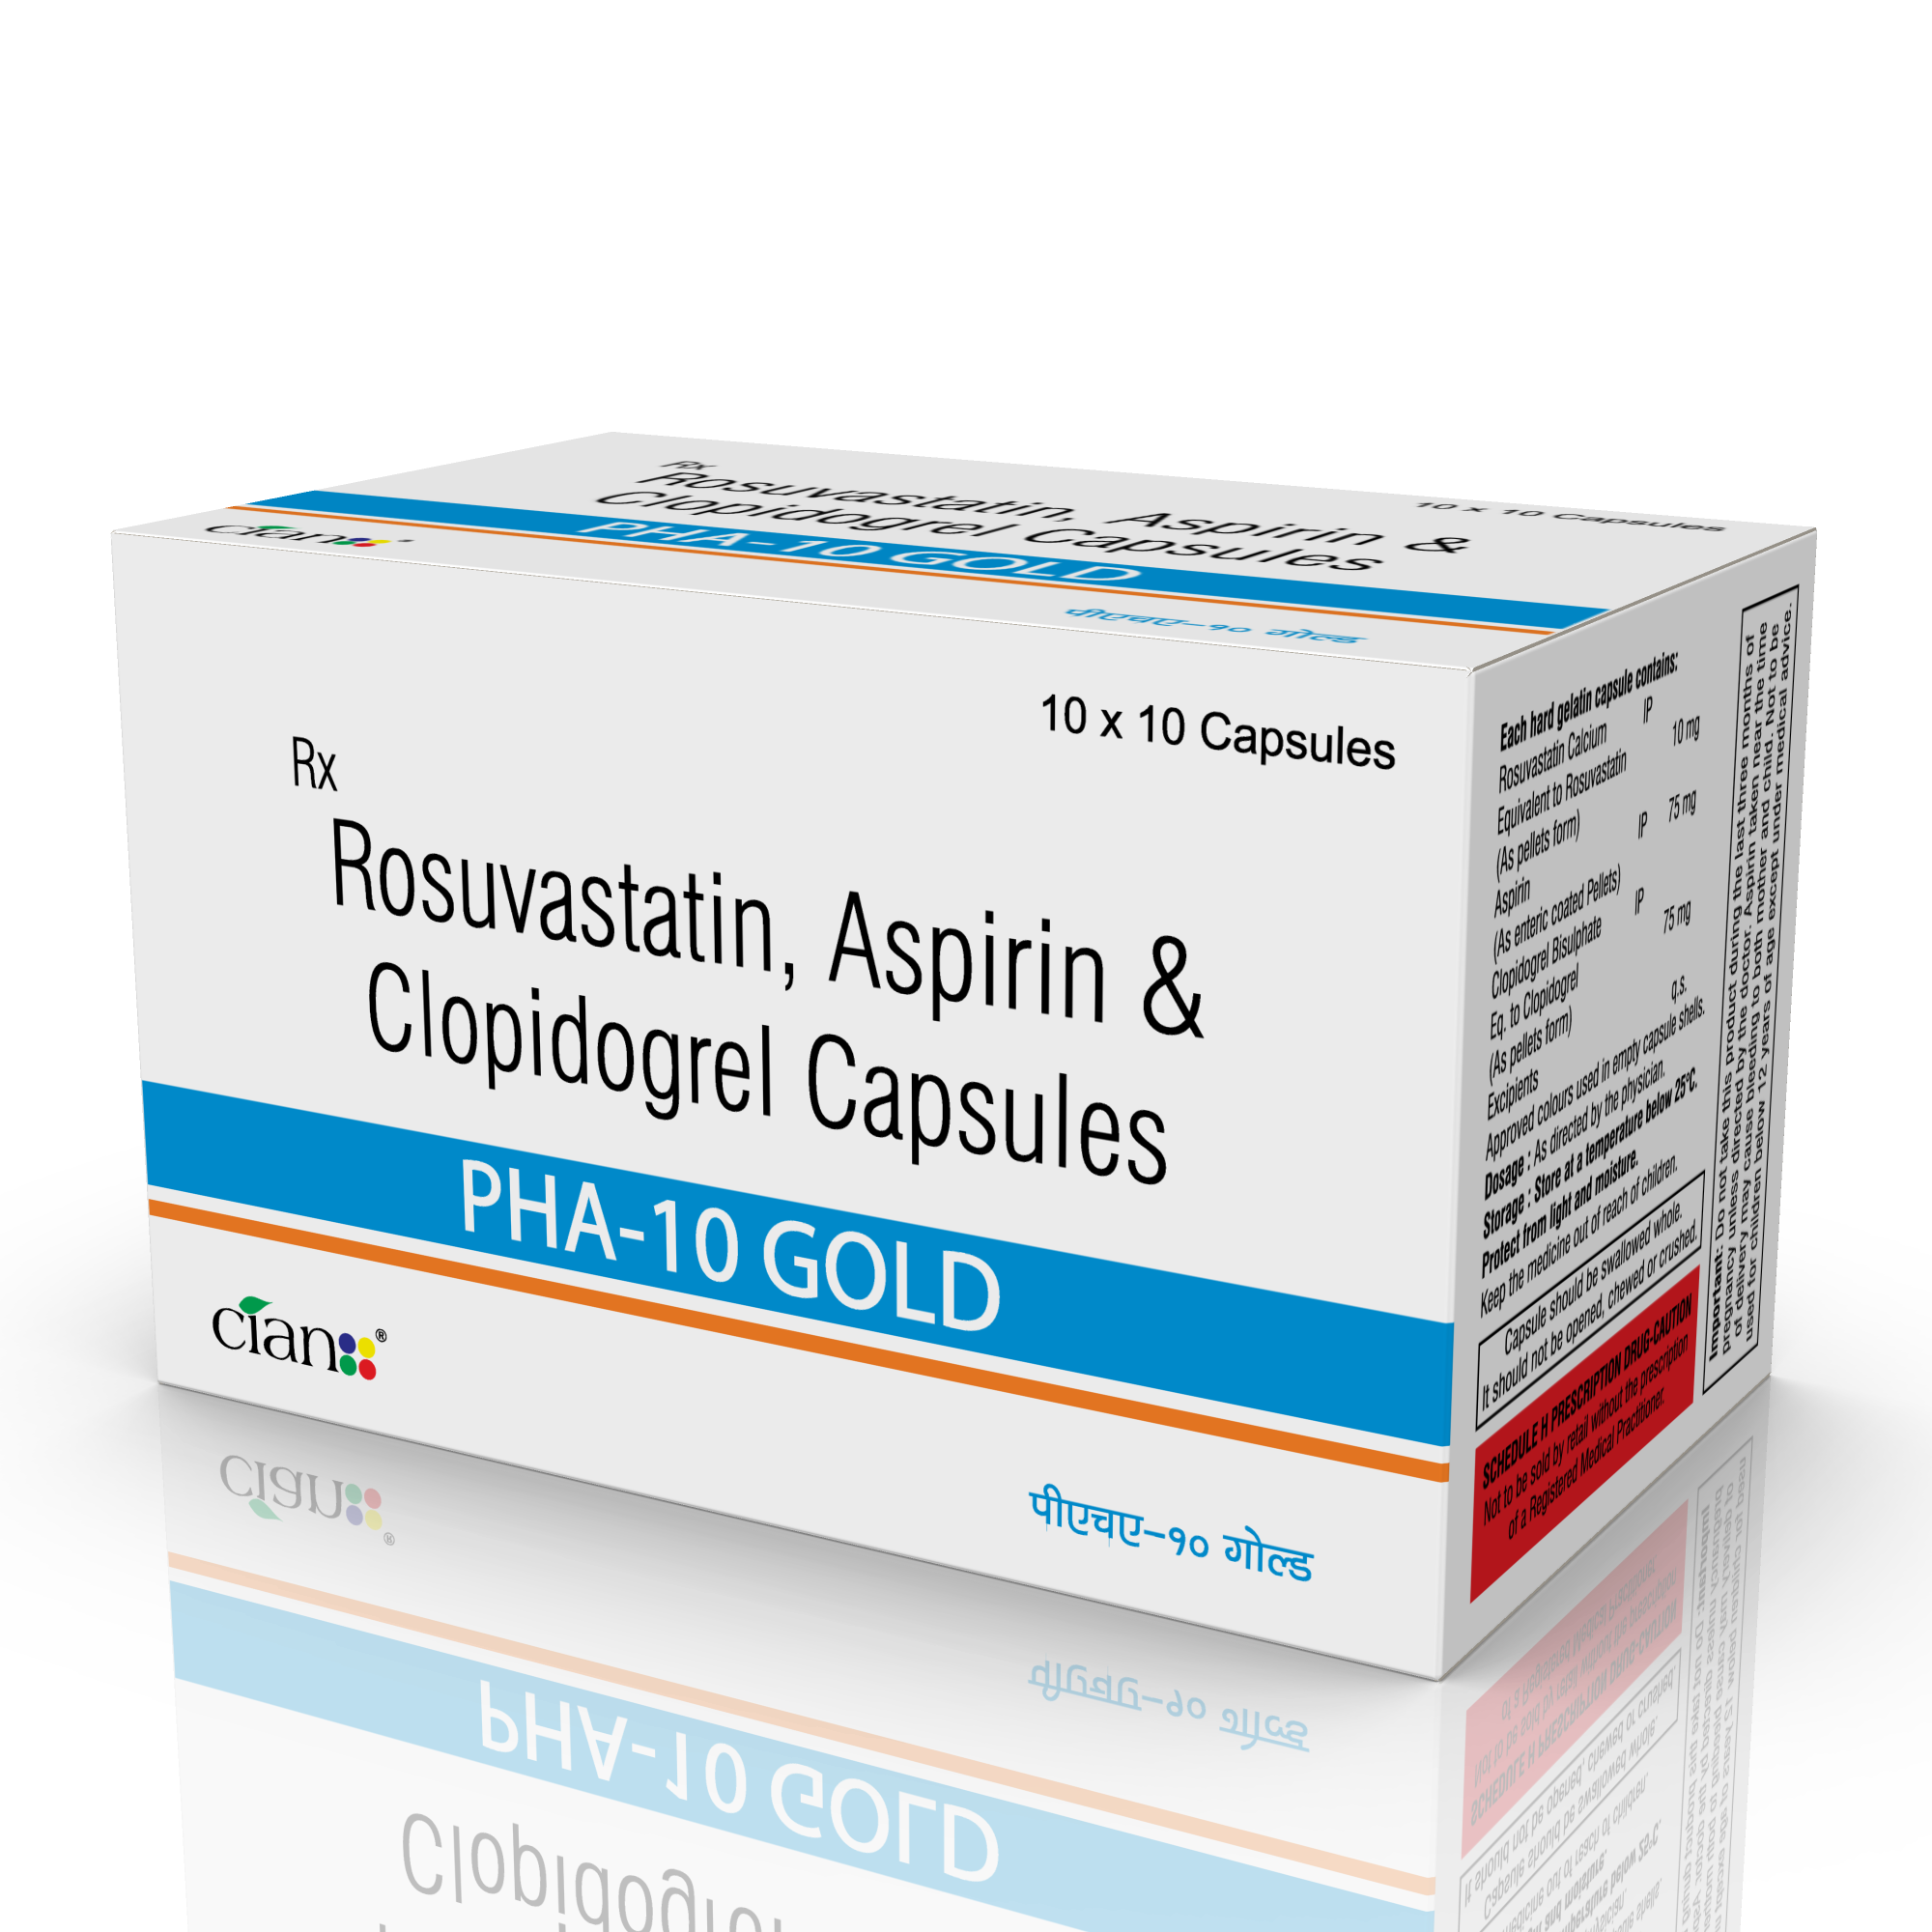 Rx
Rosuvastatin, Aspirin &
Clopidogrel Capsules
10 x 10 Capsules
PHA-10 GOLD
cian®
पीएचए-१० गोल्ड
10 x 10 Capsules
Rx
Rosuvastatin, Aspirin &
Clopidogrel Capsules
PHA-10 GOLD
cian®
पीएचए-१० गोल्ड
Each hard gelatin capsule contains:
Rosuvastatin Calcium IP
Equivalent to Rosuvastatin 10 mg
(As pellets form)
Aspirin IP 75 mg
(As enteric coated Pellets)
Clopidogrel Bisulphate IP
Eq. to Clopidogrel 75 mg
(As pellets form)
Excipients q.s.
Approved colours used in empty capsule shells.
Dosage : As directed by the physician.
Storage : Store at a temperature below 25°C.
Protect from light and moisture.
Keep the medicine out of reach of children.
Capsule should be swallowed whole.
It should not be opened, chewed or crushed.
SCHEDULE H PRESCRIPTION DRUG-CAUTION
Not to be sold by retail without the prescription
of a Registered Medical Practitioner.
Important: Do not take this product during the last three months of
pregnancy unless directed by the doctor. Aspirin taken near the time
of delivery may cause bleeding to both mother and child. Not to be
used for children below 12 years of age except under medical advice.